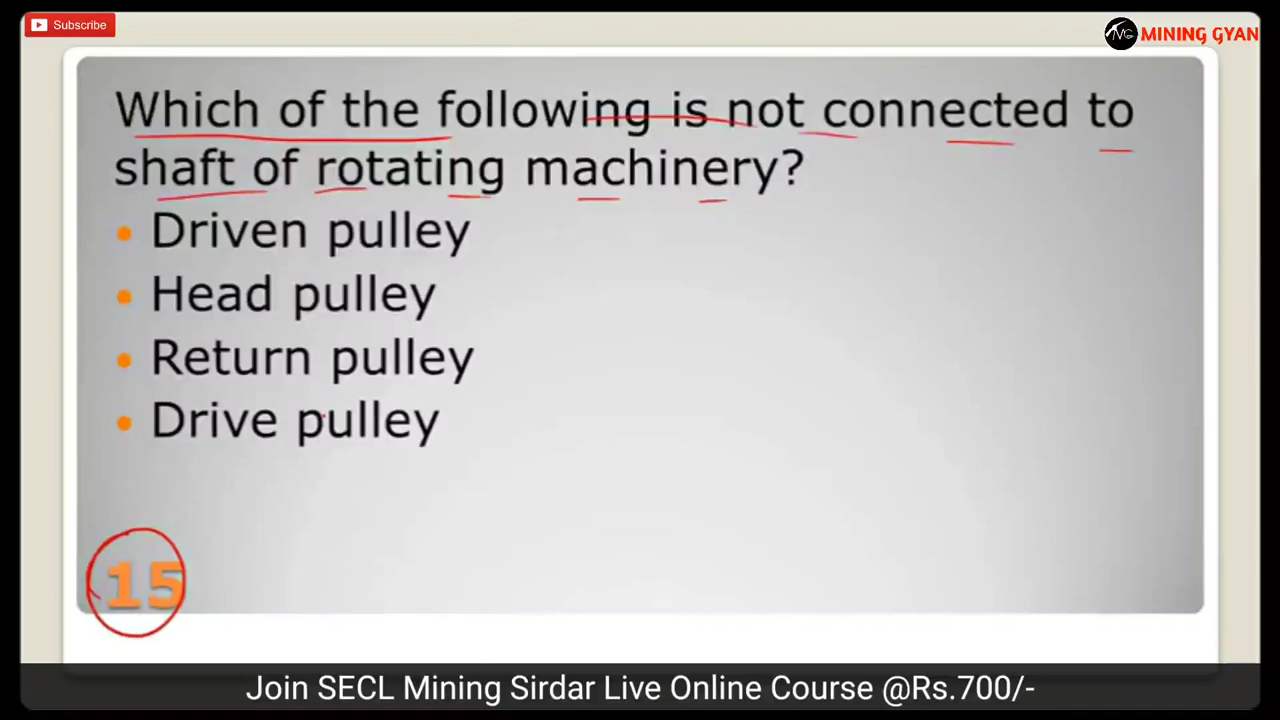 Subscribe
MINING GYAN
Which of the following is not connected to
shaft of rotating machinery?
• Driven pulley
• Head pulley
• Return pulley
• Drive pulley
15
Join SECL Mining Sirdar Live Online Course @Rs.700/-